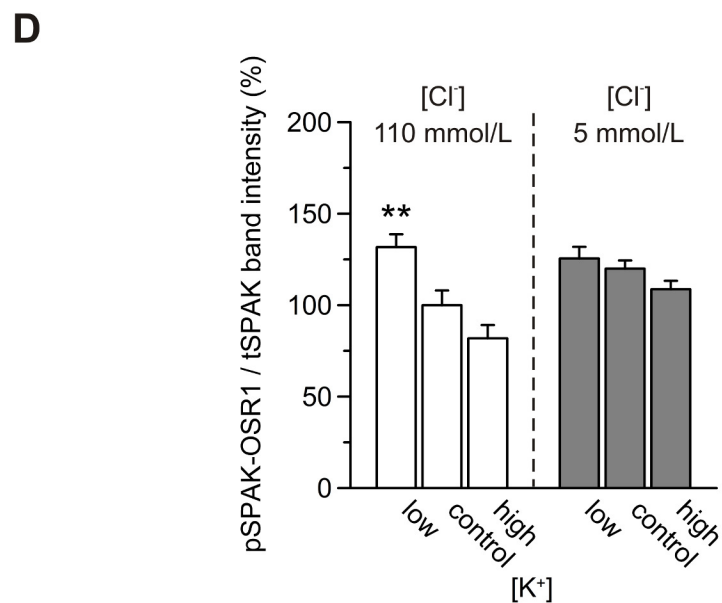 D
pSPAK-OSR1 / tSPAK band intensity (%)
[Cl⁻]
110 mmol/L
[Cl⁻]
5 mmol/L
200
150
100
50
0
**
low
control
high
low
control
high
[K⁺]